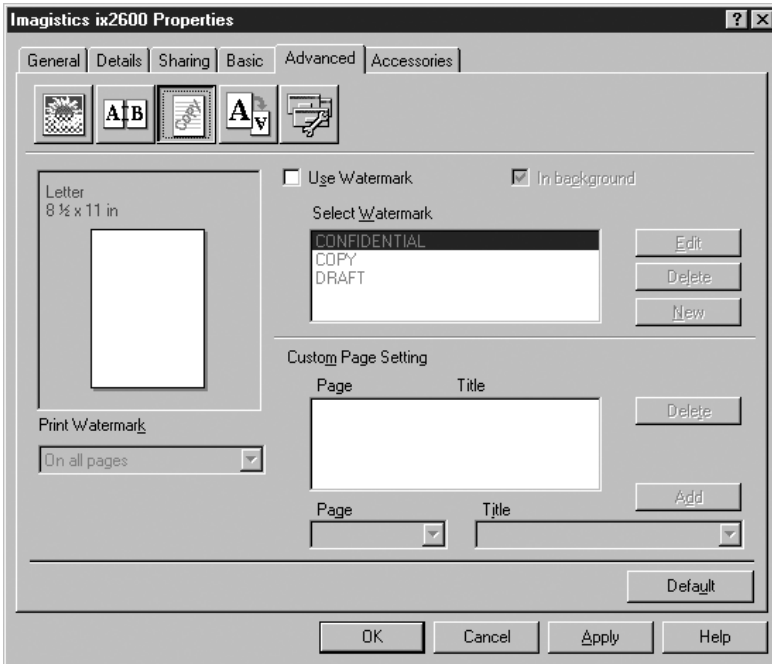 Imagistics ix2600 Properties
? X
General Details Sharing Basic Advanced Accessories
A B COPY A A
Letter
8 ½ x 11 in
Use Watermark In background
Select Watermark
CONFIDENTIAL
COPY
DRAFT
Edit
Delete
New
Custom Page Setting
Page Title
Delete
Print Watermark
On all pages
Add
Page Title
Default
OK Cancel Apply Help